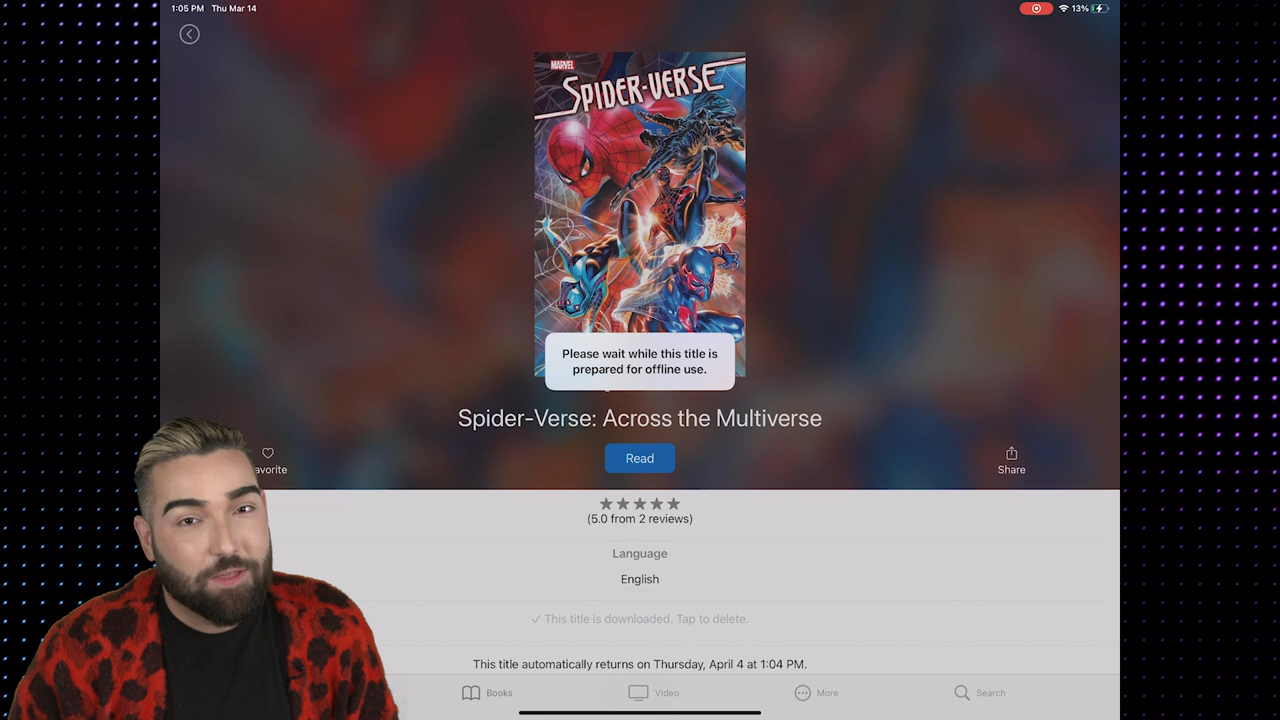 1:05 PM Thu Mar 14
13%
MARVEL
SPIDER-VERSE
Please wait while this title is
prepared for offline use.
Spider-Verse: Across the Multiverse
avorite
Read
Share
(5.0 from 2 reviews)
Language
English
✓ This title is downloaded. Tap to delete.
This title automatically returns on Thursday, April 4 at 1:04 PM.
Books
Video
More
Search